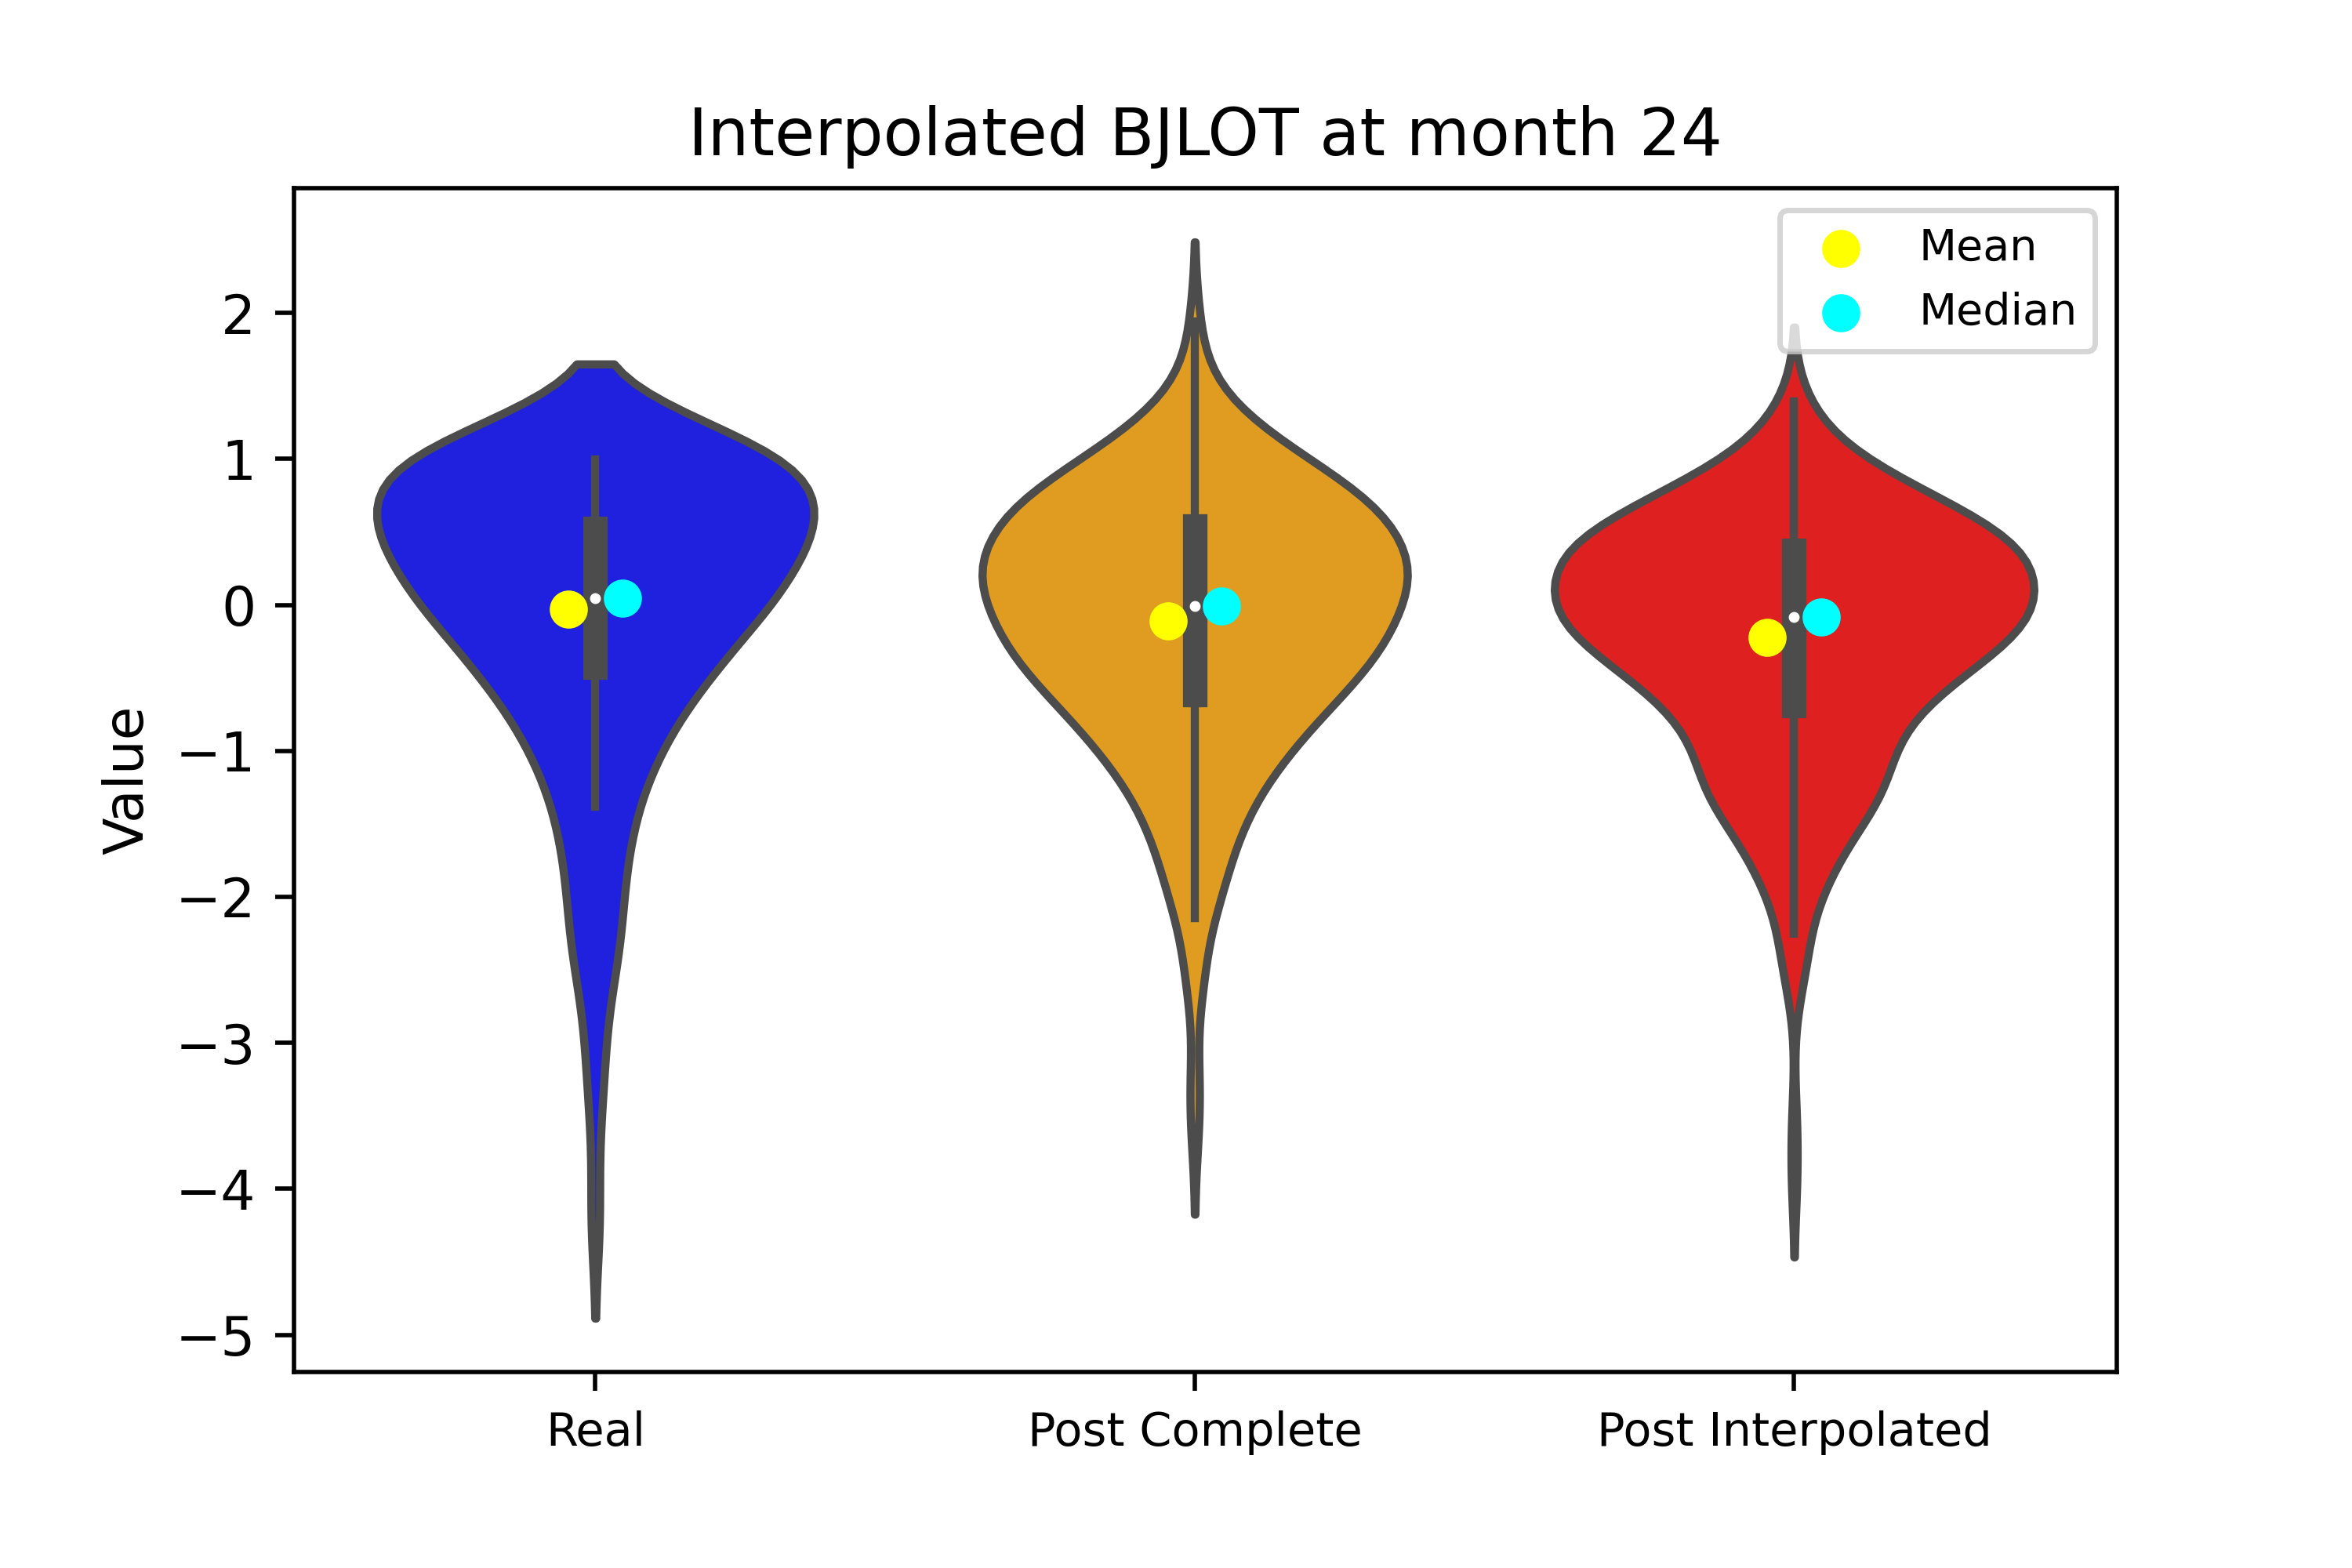 Interpolated BJLOT at month 24
Mean
Median
2
1
0
−1
−2
−3
−4
−5
Value
Real
Post Complete
Post Interpolated